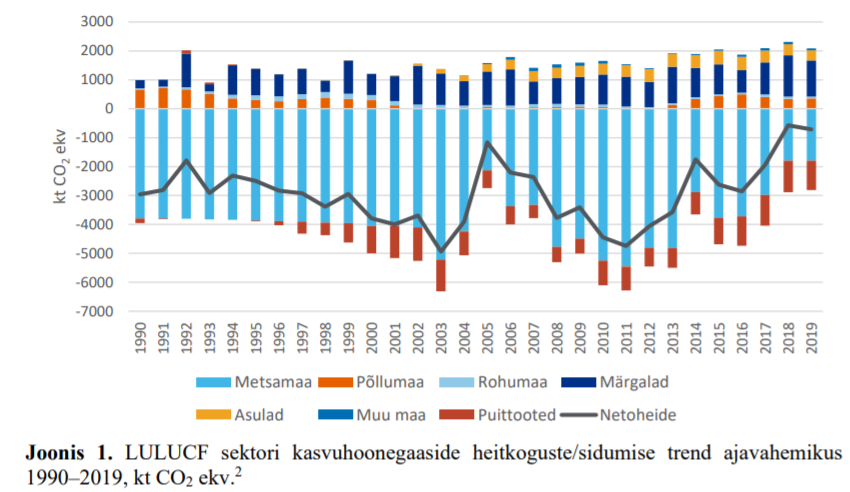 3000
2000
1000
0
-1000
-2000
-3000
-4000
-5000
-6000
-7000
kt CO₂ ekv
1990 1991 1992 1993 1994 1995 1996 1997 1998 1999 2000 2001 2002 2003 2004 2005 2006 2007 2008 2009 2010 2011 2012 2013 2014 2015 2016 2017 2018 2019
Metsamaa Põllumaa Rohumaa Märgalad
Asulad Muu maa Puittooted Netoheide
Joonis 1. LULUCF sektori kasvuhoonegaaside heitkoguste/sidumise trend ajavahemikus
1990–2019, kt CO₂ ekv.²